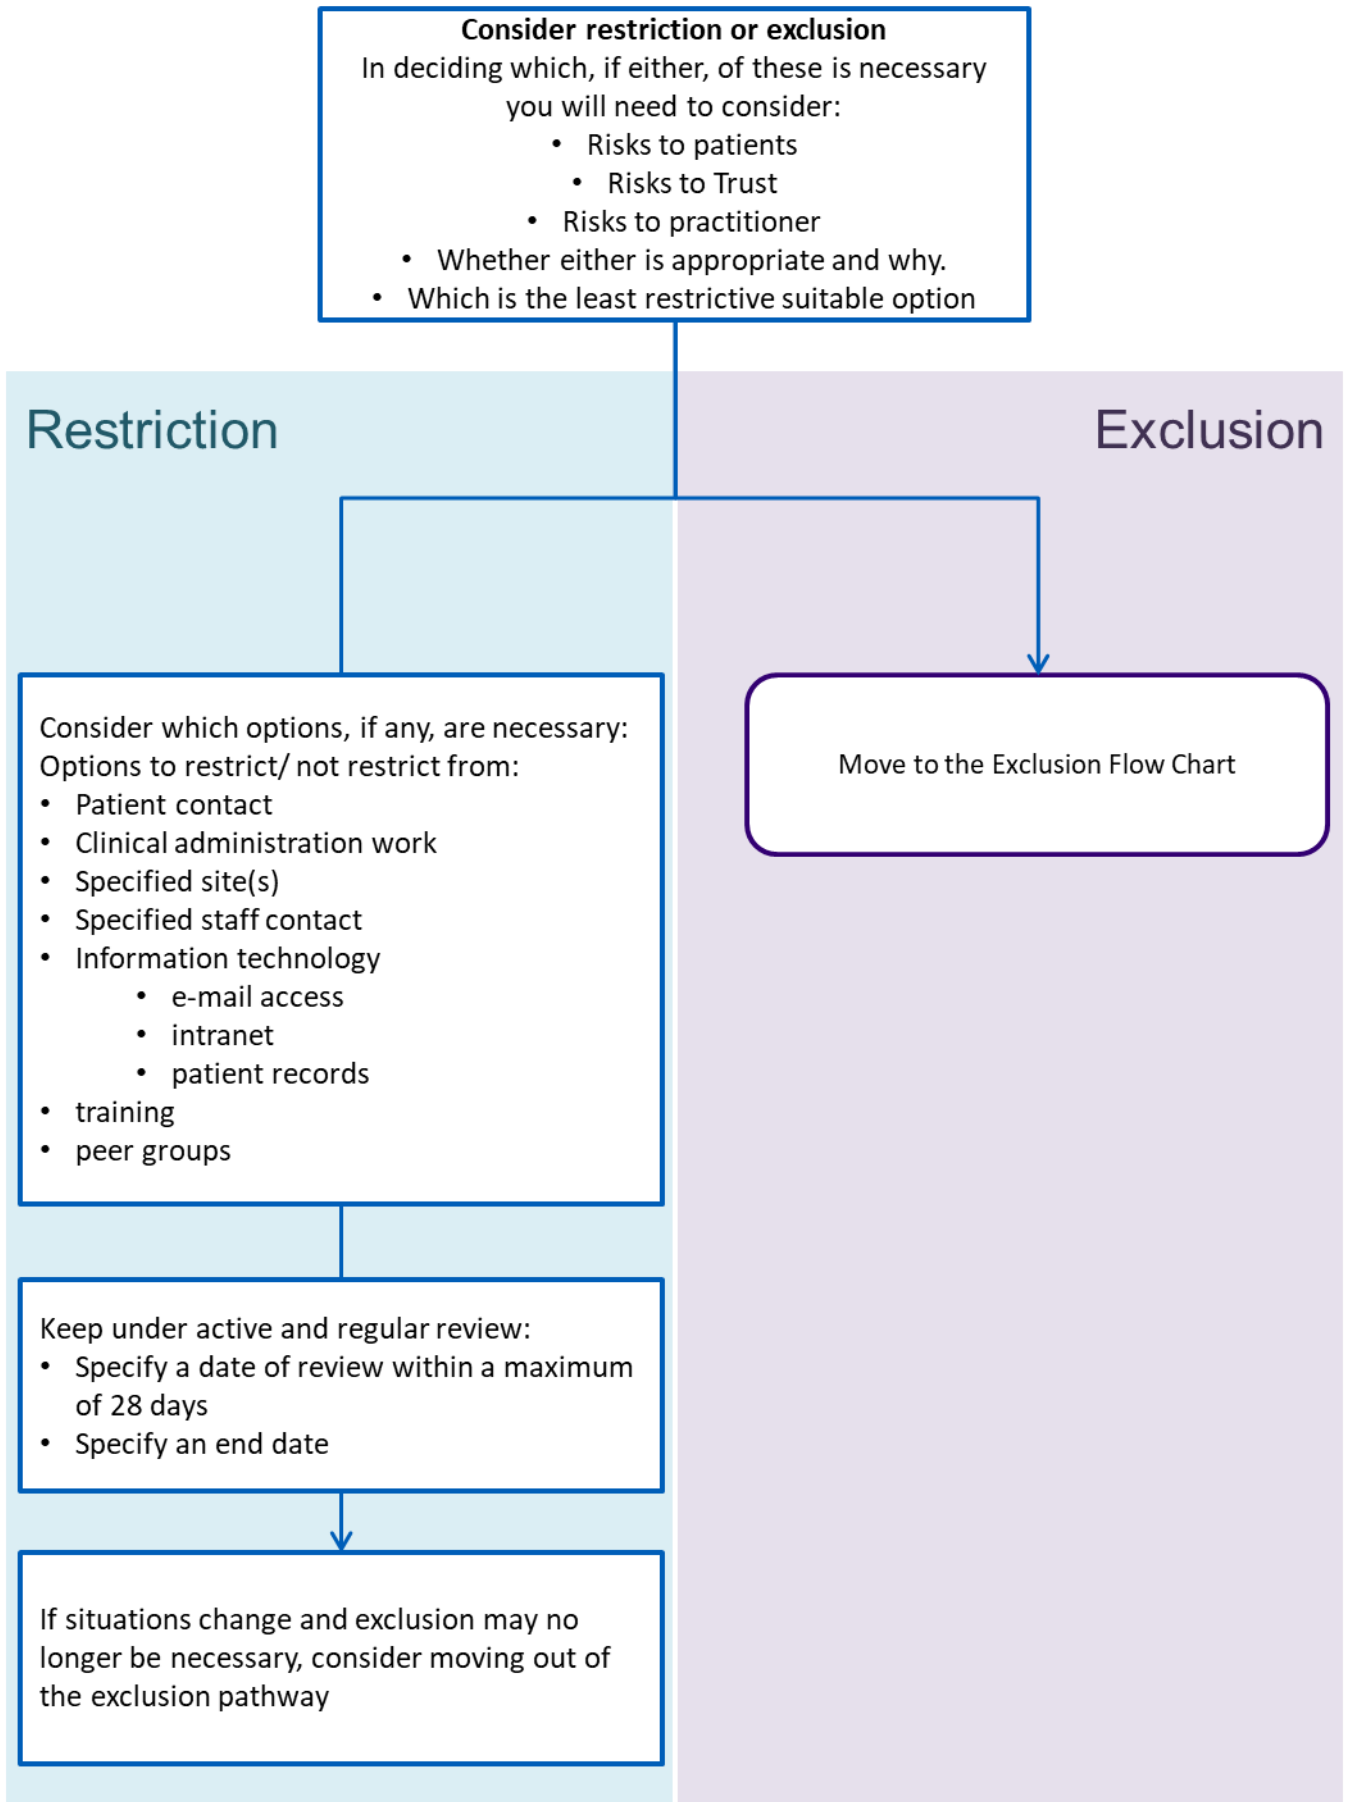 Consider restriction or exclusion
In deciding which, if either, of these is necessary
you will need to consider:
• Risks to patients
• Risks to Trust
• Risks to practitioner
• Whether either is appropriate and why.
• Which is the least restrictive suitable option
Restriction
Exclusion
Consider which options, if any, are necessary:
Options to restrict/ not restrict from:
• Patient contact
• Clinical administration work
• Specified site(s)
• Specified staff contact
• Information technology
• e-mail access
• intranet
• patient records
• training
• peer groups
Move to the Exclusion Flow Chart
Keep under active and regular review:
• Specify a date of review within a maximum
of 28 days
• Specify an end date
If situations change and exclusion may no
longer be necessary, consider moving out of
the exclusion pathway